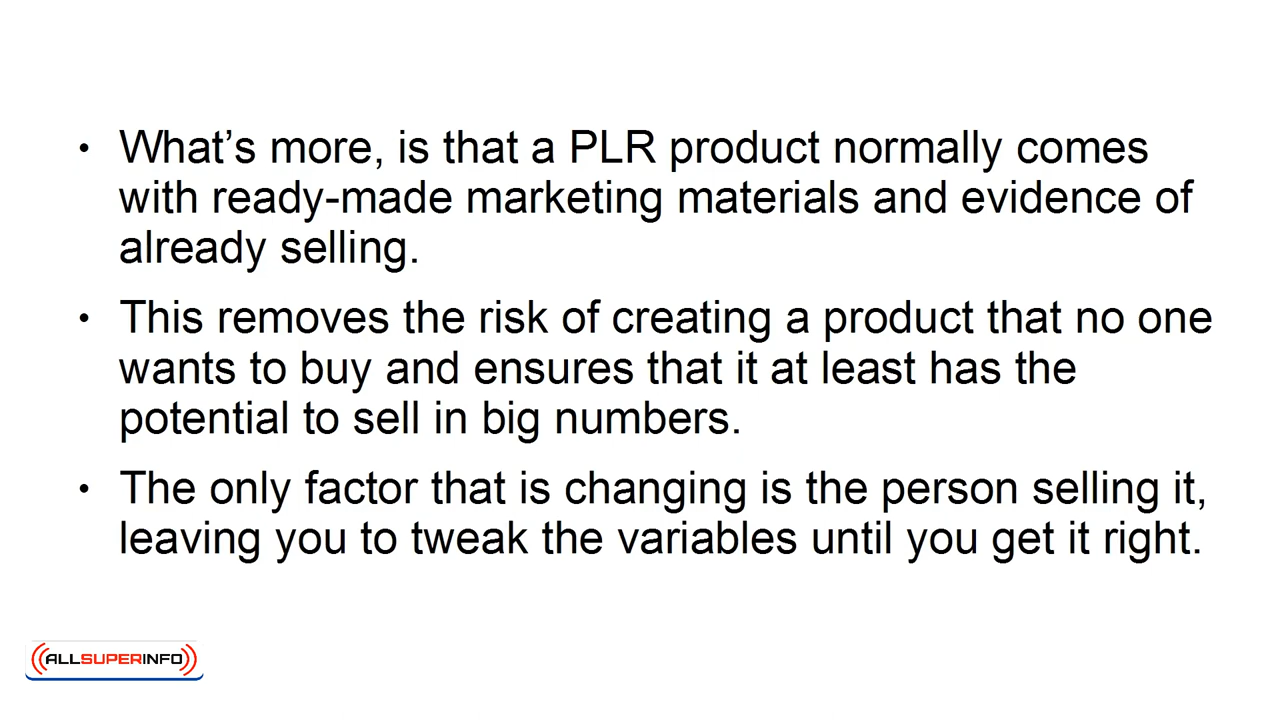 • What’s more, is that a PLR product normally comes
with ready-made marketing materials and evidence of
already selling.
• This removes the risk of creating a product that no one
wants to buy and ensures that it at least has the
potential to sell in big numbers.
• The only factor that is changing is the person selling it,
leaving you to tweak the variables until you get it right.
ALLSUPERINFO